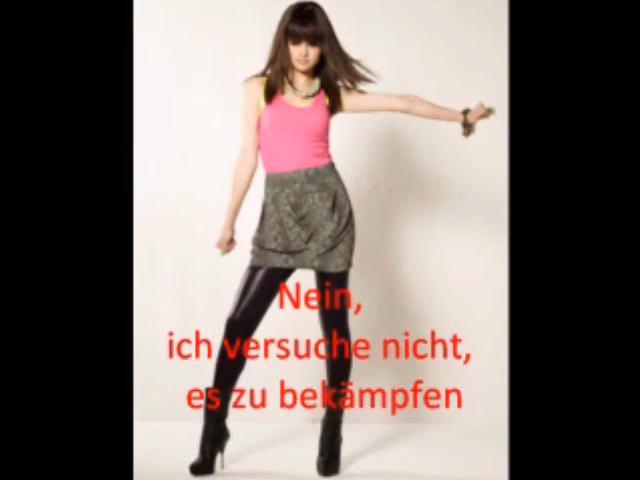 Nein,
ich versuche nicht,
es zu bekämpfen